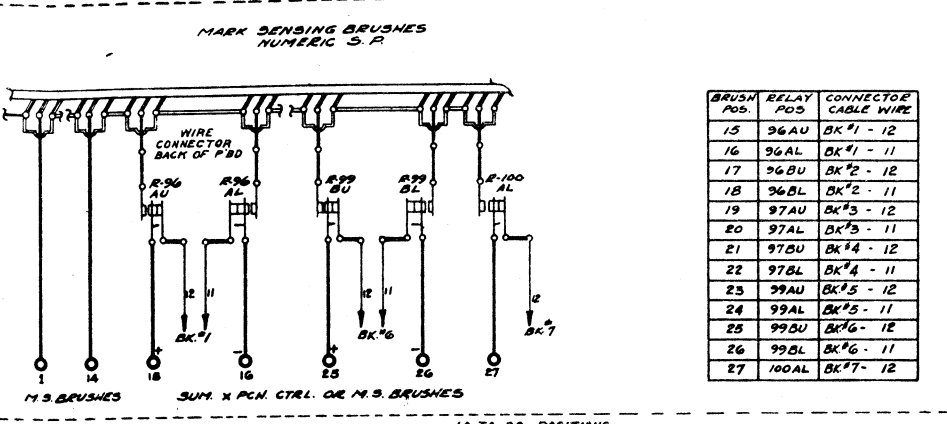 MARK SENSING BRUSHES
NUMERIC S.P.
WIRE
CONNECTOR
BACK OF P'BD
R-96
AU
R-96
AL
R-99
BU
R-99
BL
R-100
AL
12
11
12
11
12
BK.#1
BK.#6
BK.#7
+
-
+
-
1
14
15
16
25
26
27
M.S. BRUSHES
SUM. X PCH. CTRL. OR M.S. BRUSHES
BRUSH POS. RELAY POS CONNECTOR CABLE WIRE
15 96AU BK#1 - 12
16 96AL BK#1 - 11
17 96BU BK#2 - 12
18 96BL BK#2 - 11
19 97AU BK#3 - 12
20 97AL BK#3 - 11
21 97BU BK#4 - 12
22 97BL BK#4 - 11
23 99AU BK.#5 - 12
24 99AL BK#5 - 11
25 99BU BK#6 - 12
26 99BL BK.#6 - 11
27 100AL BK.#7 - 12